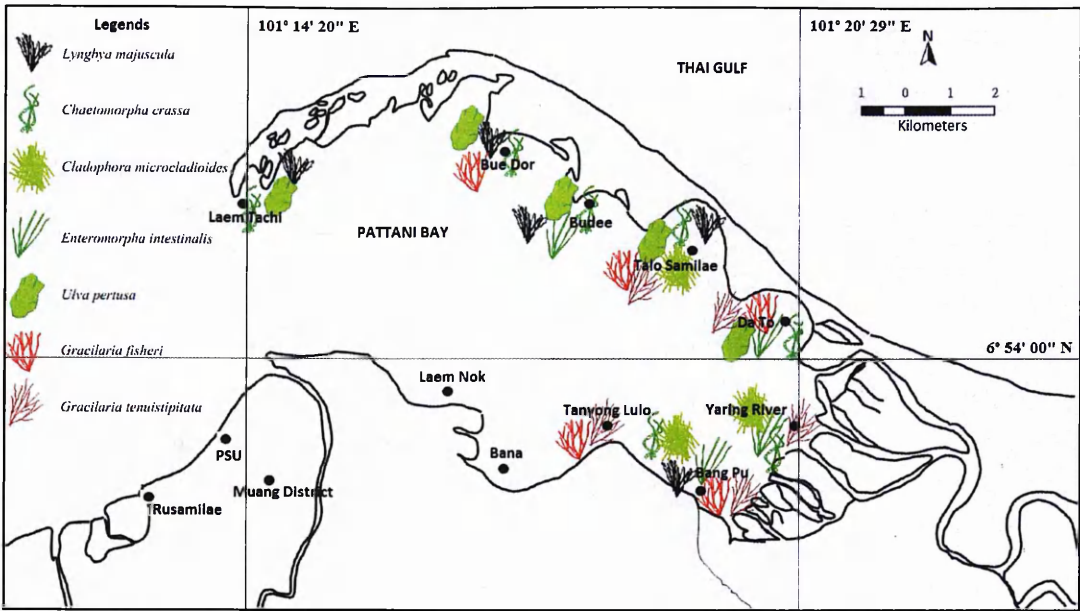 Legends
Lynghya majuscula
Chaetomorpha crassa
Cladophora microcladioides
Enteromorpha intestinalis
Ulva pertusa
Gracilaria fisheri
Gracilaria tenuistipitata
101° 14' 20" E
101° 20' 29" E
THAI GULF
N
1 0 1 2
Kilometers
Bue Dor
Laem Tachi
Budee
PATTANI BAY
Talo Samilae
Da To
6° 54' 00" N
Laem Nok
Tanyong Lulo
Yaring River
PSU
Bana
Bang Pu
Muang District
Rusamilae